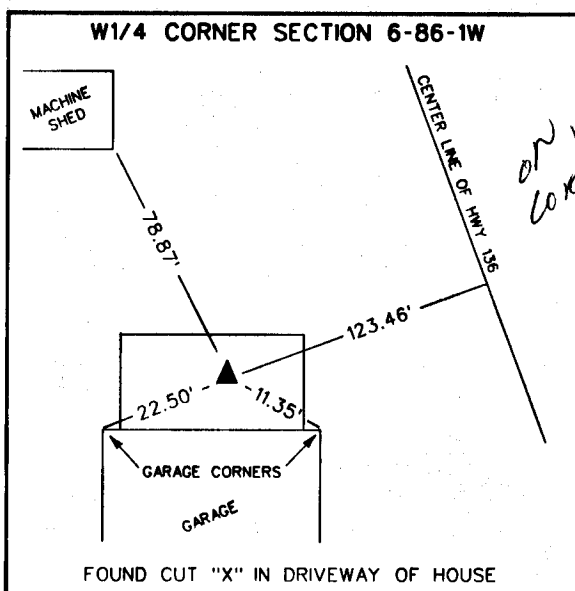 W1/4 CORNER SECTION 6-86-1W
MACHINE
SHED
CENTER LINE OF HWY 136
ON
78.87'
123.46'
22.50'
11.35'
GARAGE CORNERS
GARAGE
FOUND CUT "X" IN DRIVEWAY OF HOUSE